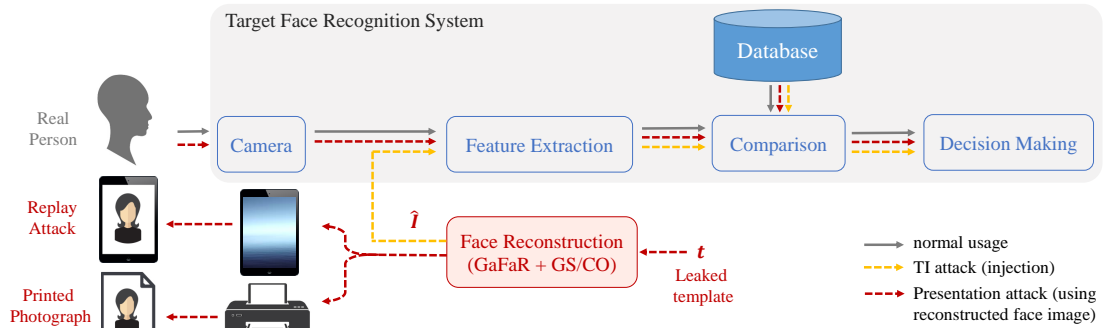 Target Face Recognition System
Database
Real
Person
Camera
Feature Extraction
Comparison
Decision Making
Replay
Attack
Î
Face Reconstruction
(GaFaR + GS/CO)
t
Leaked
template
Printed
Photograph
normal usage
TI attack (injection)
Presentation attack (using
reconstructed face image)